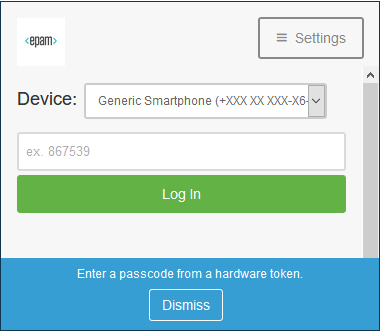 <epam>
≡ Settings
Device:
Generic Smartphone (+XXX XX XXX-X6-
ex. 867539
Log In
Enter a passcode from a hardware token.
Dismiss